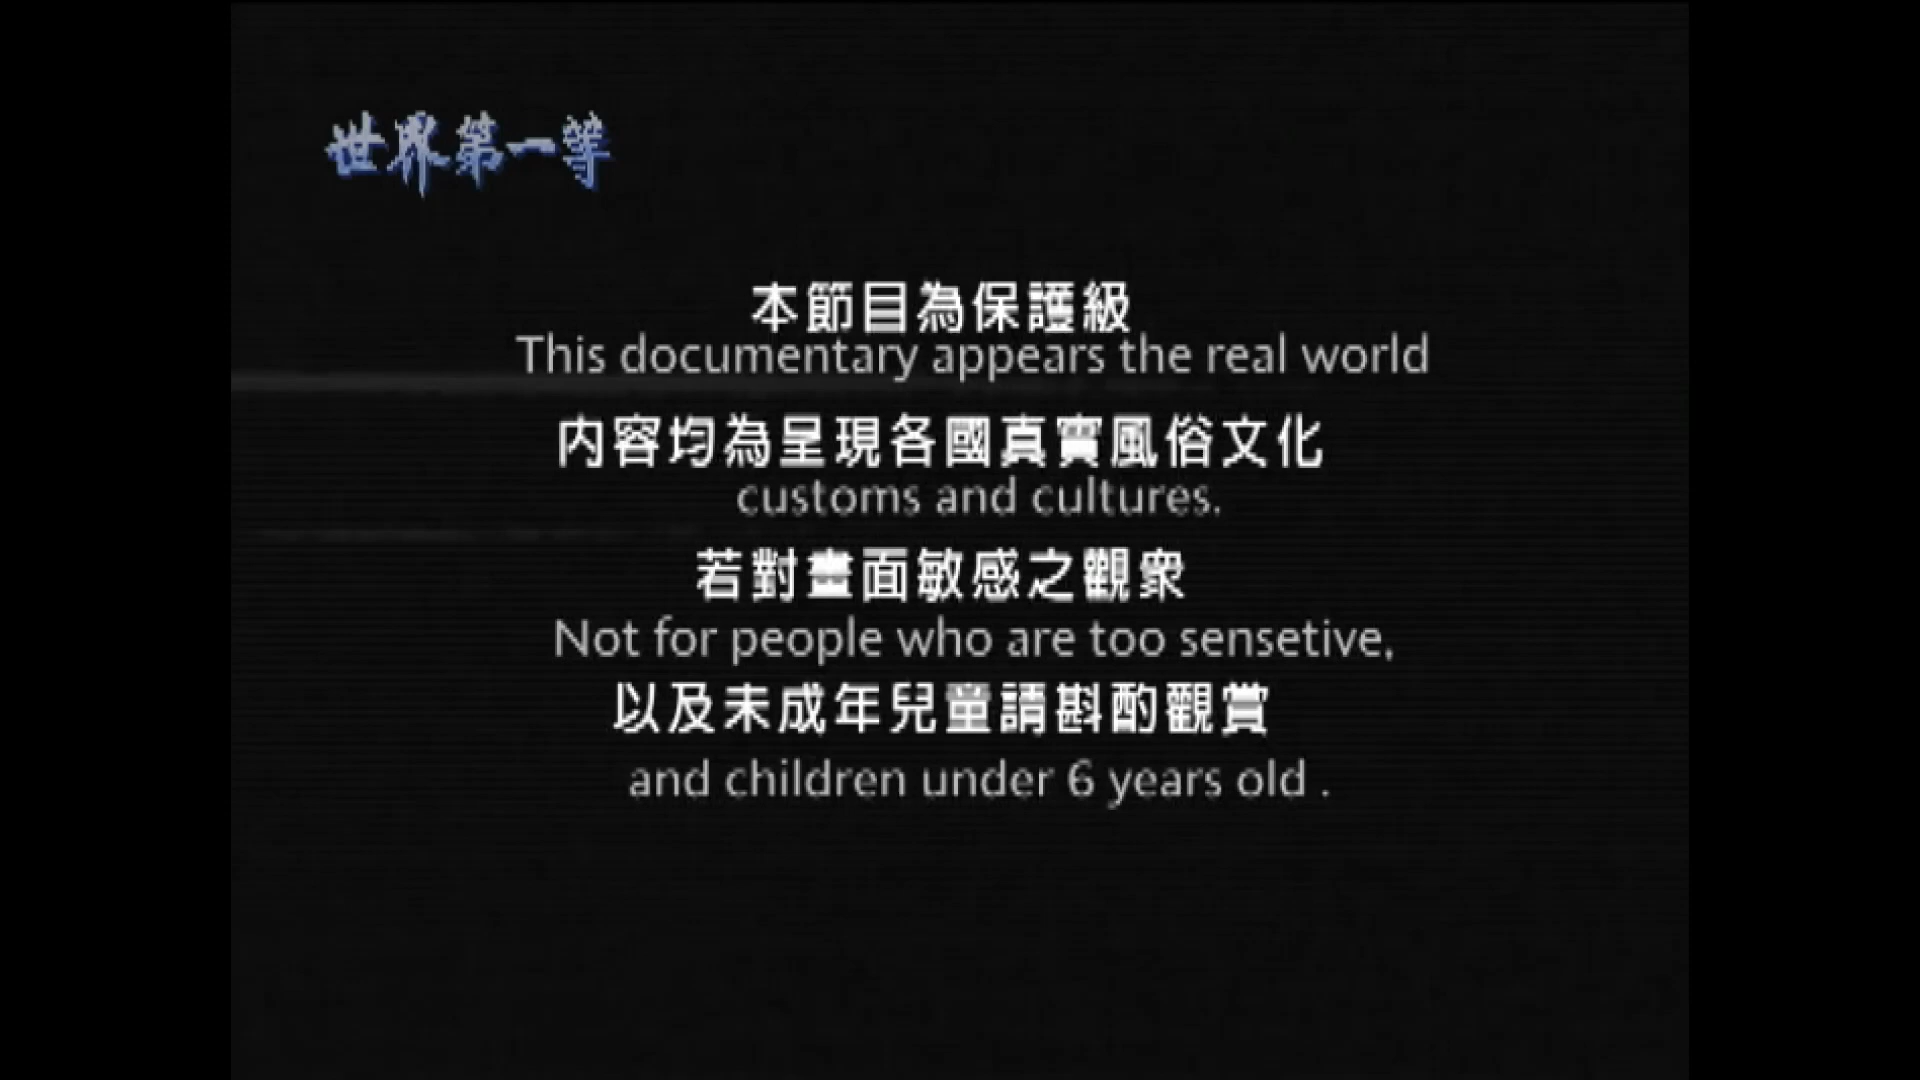 世界第一等
本節目為保護級
This documentary appears the real world
内容均為呈現各國真實風俗文化
customs and cultures.
若對畫面敏感之觀眾
Not for people who are too sensetive,
以及未成年兒童請斟酌觀賞
and children under 6 years old .